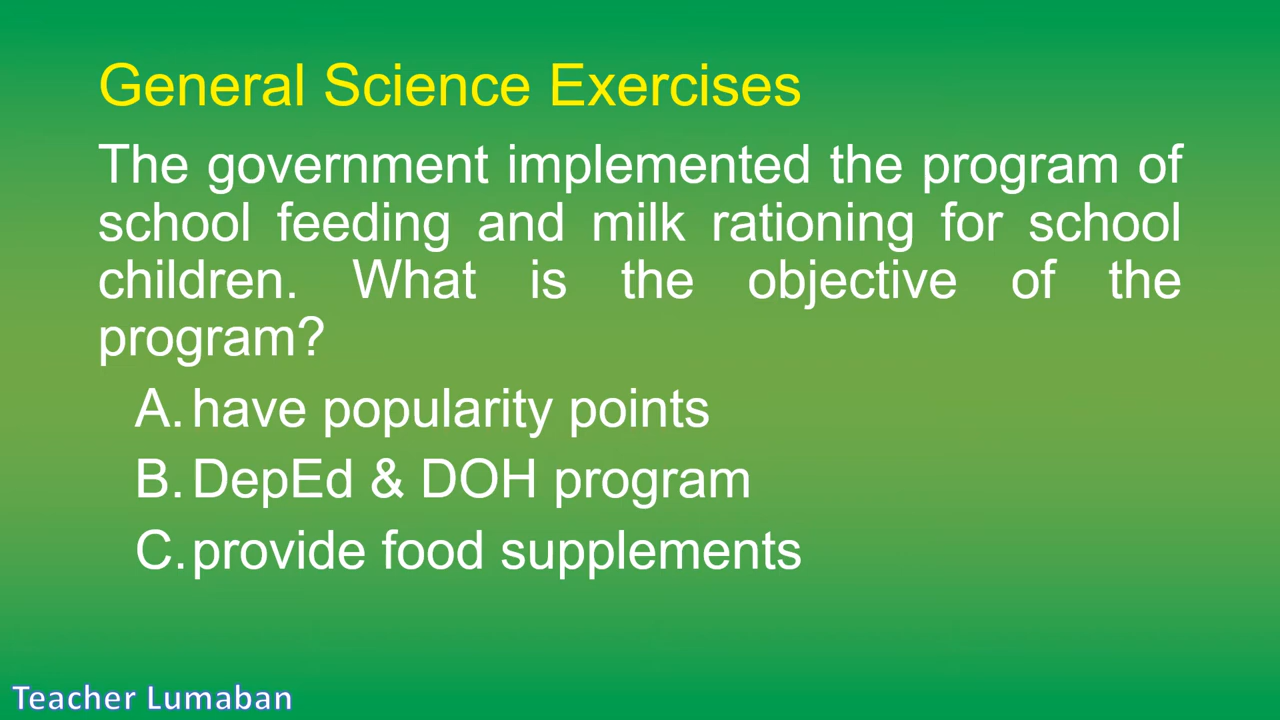 General Science Exercises
The government implemented the program of
school feeding and milk rationing for school
children. What is the objective of the
program?
A. have popularity points
B. DepEd & DOH program
C. provide food supplements
Teacher Lumaban